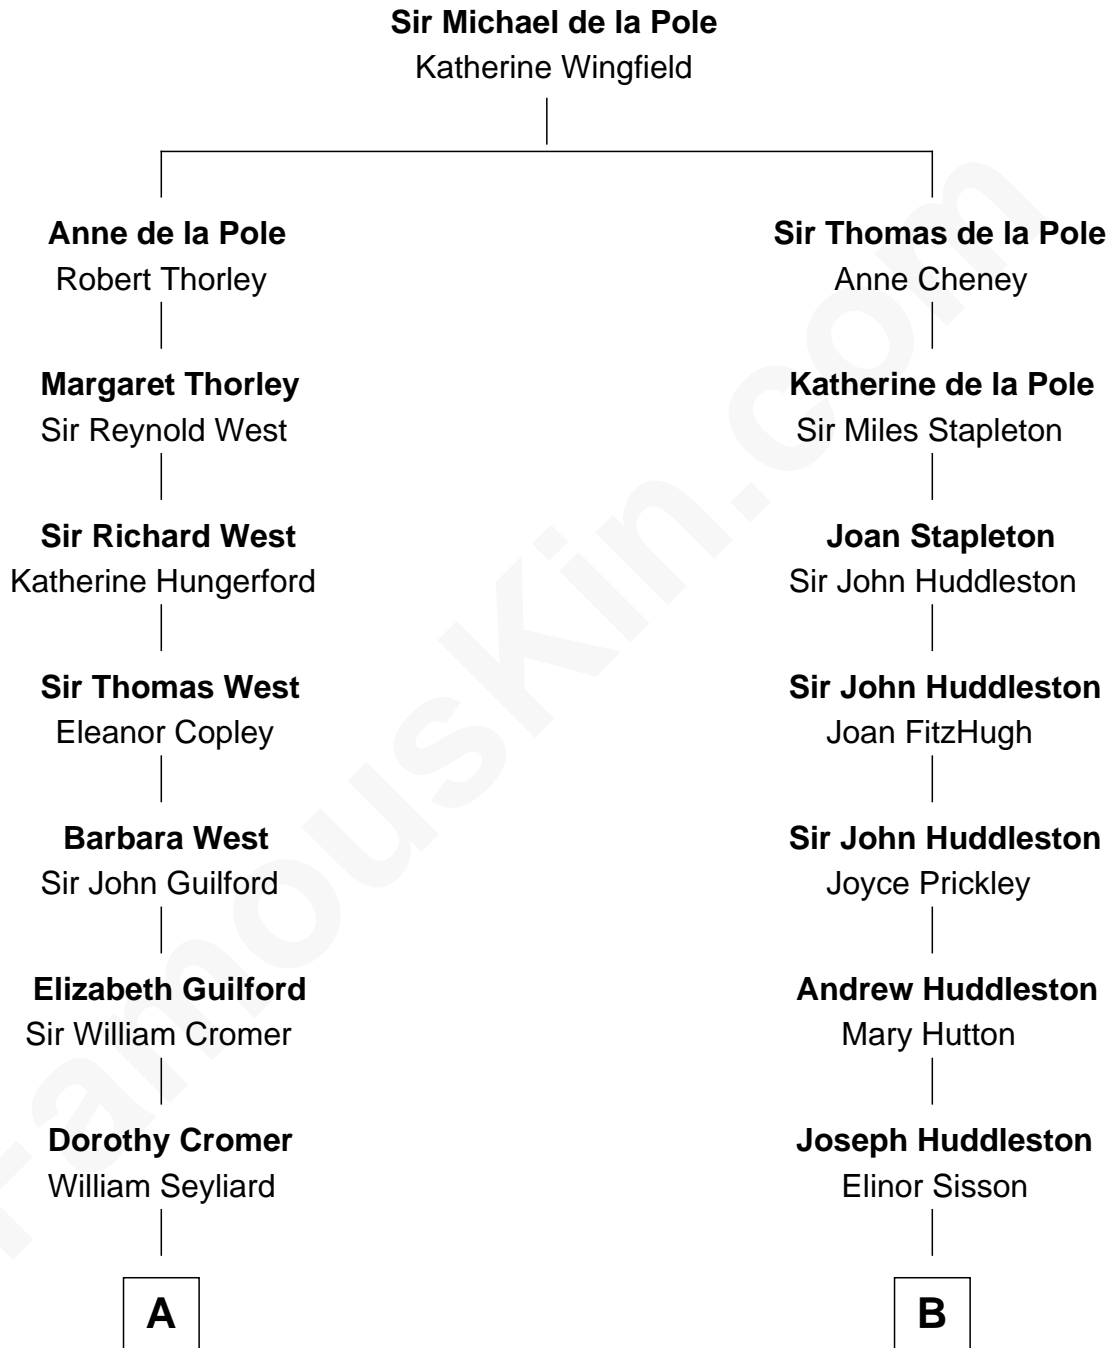 Sir Michael de la Pole
Katherine Wingfield
Anne de la Pole
Robert Thorley
Sir Thomas de la Pole
Anne Cheney
Margaret Thorley
Sir Reynold West
Katherine de la Pole
Sir Miles Stapleton
Sir Richard West
Katherine Hungerford
Joan Stapleton
Sir John Huddleston
Sir Thomas West
Eleanor Copley
Sir John Huddleston
Joan FitzHugh
Barbara West
Sir John Guilford
Sir John Huddleston
Joyce Prickley
Elizabeth Guilford
Sir William Cromer
Andrew Huddleston
Mary Hutton
Dorothy Cromer
William Seyliard
Joseph Huddleston
Elinor Sisson
A
B
FamousKin.com